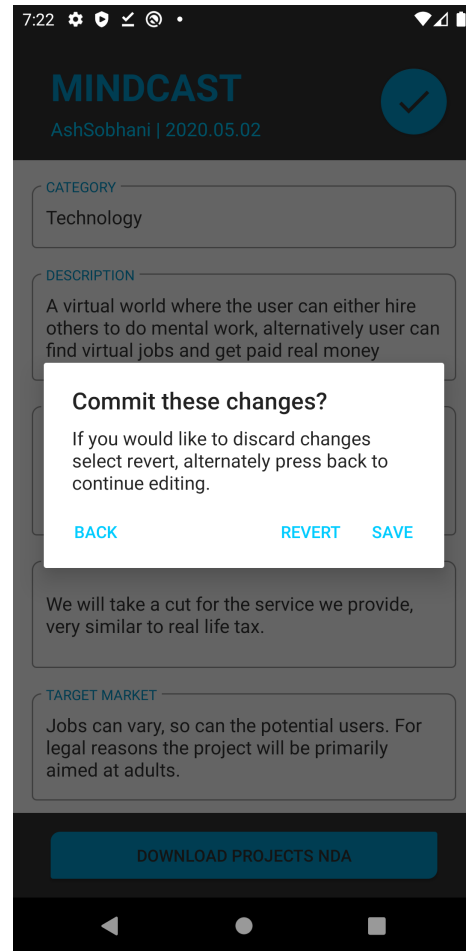 7:22
MINDCAST
AshSobhani | 2020.05.02
CATEGORY
Technology
DESCRIPTION
A virtual world where the user can either hire
others to do mental work, alternatively user can
find virtual jobs and get paid real money
Commit these changes?
If you would like to discard changes
select revert, alternately press back to
continue editing.
BACK
REVERT
SAVE
We will take a cut for the service we provide,
very similar to real life tax.
TARGET MARKET
Jobs can vary, so can the potential users. For
legal reasons the project will be primarily
aimed at adults.
DOWNLOAD PROJECTS NDA